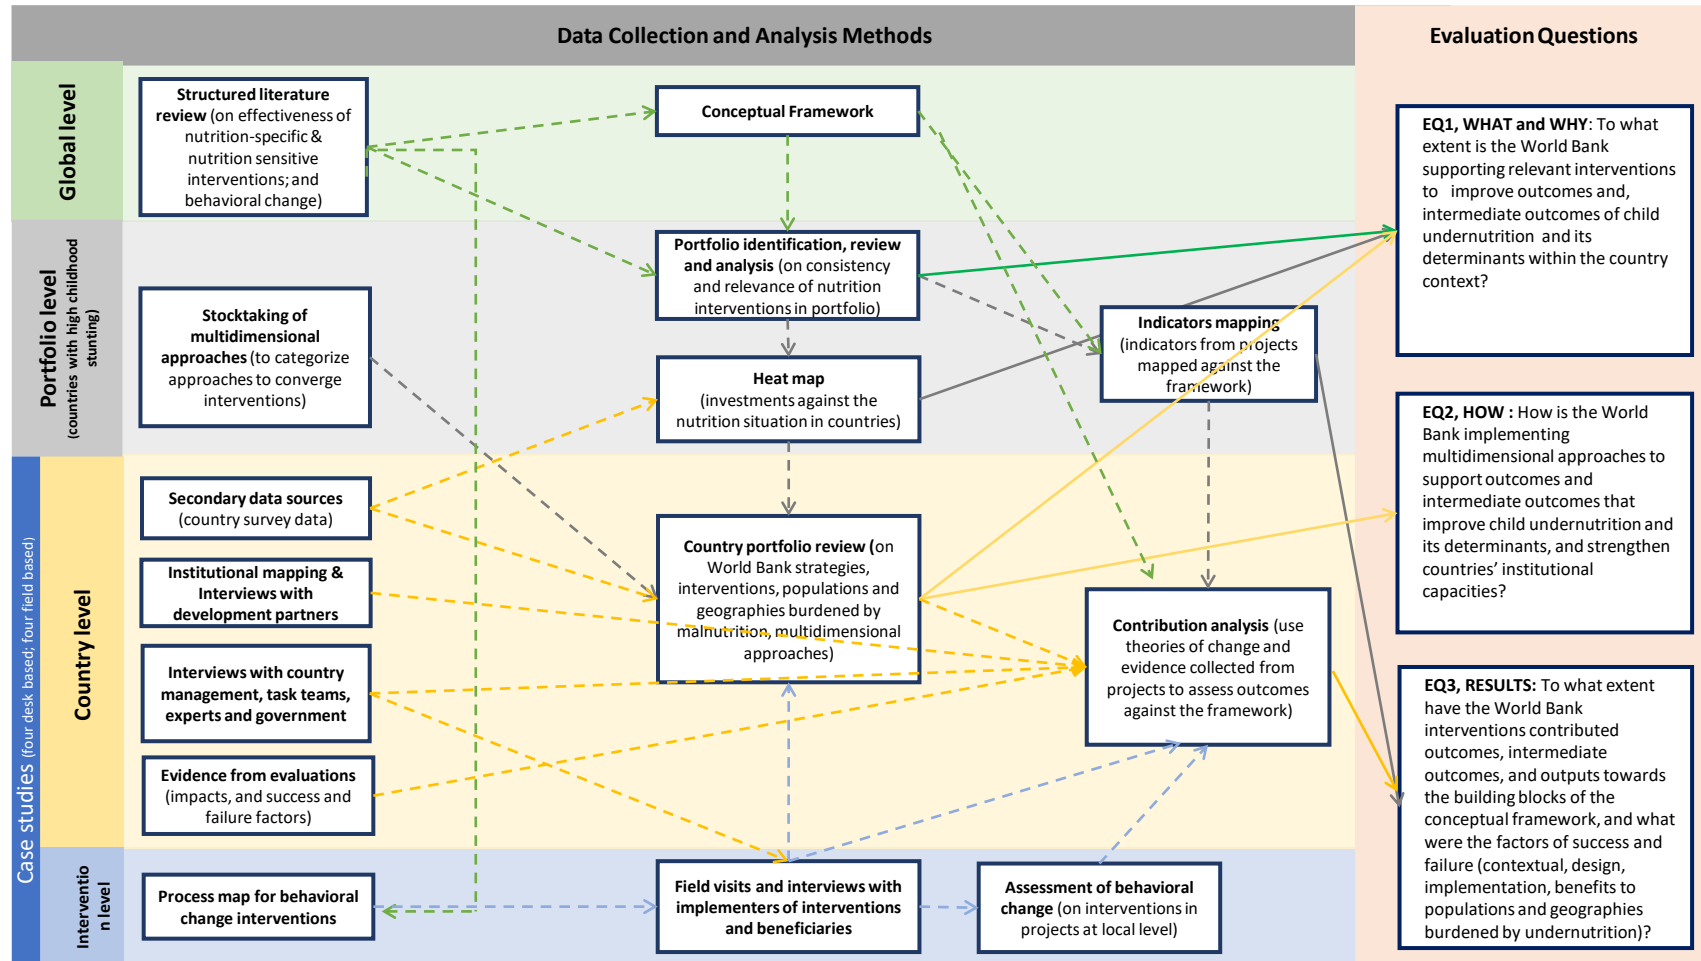 Data Collection and Analysis Methods
Evaluation Questions
Global level
Structured literature
review (on effectiveness of
nutrition-specific &
nutrition sensitive
interventions; and
behavioral change)
Conceptual Framework
EQ1, WHAT and WHY: To what
extent is the World Bank
supporting relevant interventions
to improve outcomes and,
intermediate outcomes of child
undernutrition and its
determinants within the country
context?
Portfolio level
(countries with high childhood
stunting)
Portfolio identification, review
and analysis (on consistency
and relevance of nutrition
interventions in portfolio)
Stocktaking of
multidimensional
approaches (to categorize
approaches to converge
interventions)
Indicators mapping
(indicators from projects
mapped against the
framework)
Heat map
(investments against the
nutrition situation in countries)
EQ2, HOW : How is the World
Bank implementing
multidimensional approaches to
support outcomes and
intermediate outcomes that
improve child undernutrition and
its determinants, and strengthen
countries' institutional
capacities?
Case studies (four desk based; four field based)
Country level
Secondary data sources
(country survey data)
Institutional mapping &
Interviews with
development partners
Interviews with country
management, task teams,
experts and government
Evidence from evaluations
(impacts, and success and
failure factors)
Country portfolio review (on
World Bank strategies,
interventions, populations and
geographies burdened by
malnutrition, multidimensional
approaches)
Contribution analysis (use
theories of change and
evidence collected from
projects to assess outcomes
against the framework)
EQ3, RESULTS: To what extent
have the World Bank
interventions contributed
outcomes, intermediate
outcomes, and outputs towards
the building blocks of the
conceptual framework, and what
were the factors of success and
failure (contextual, design,
implementation, benefits to
populations and geographies
burdened by undernutrition)?
Interventio
n level
Process map for behavioral
change interventions
Field visits and interviews with
implementers of interventions
and beneficiaries
Assessment of behavioral
change (on interventions in
projects at local level)